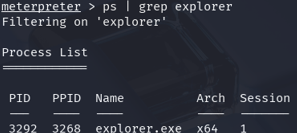 meterpreter > ps | grep explorer
Filtering on 'explorer'
Process List
============
PID PPID Name Arch Session
--- ---- ---- ---- -------
3292 3268 explorer.exe x64 1